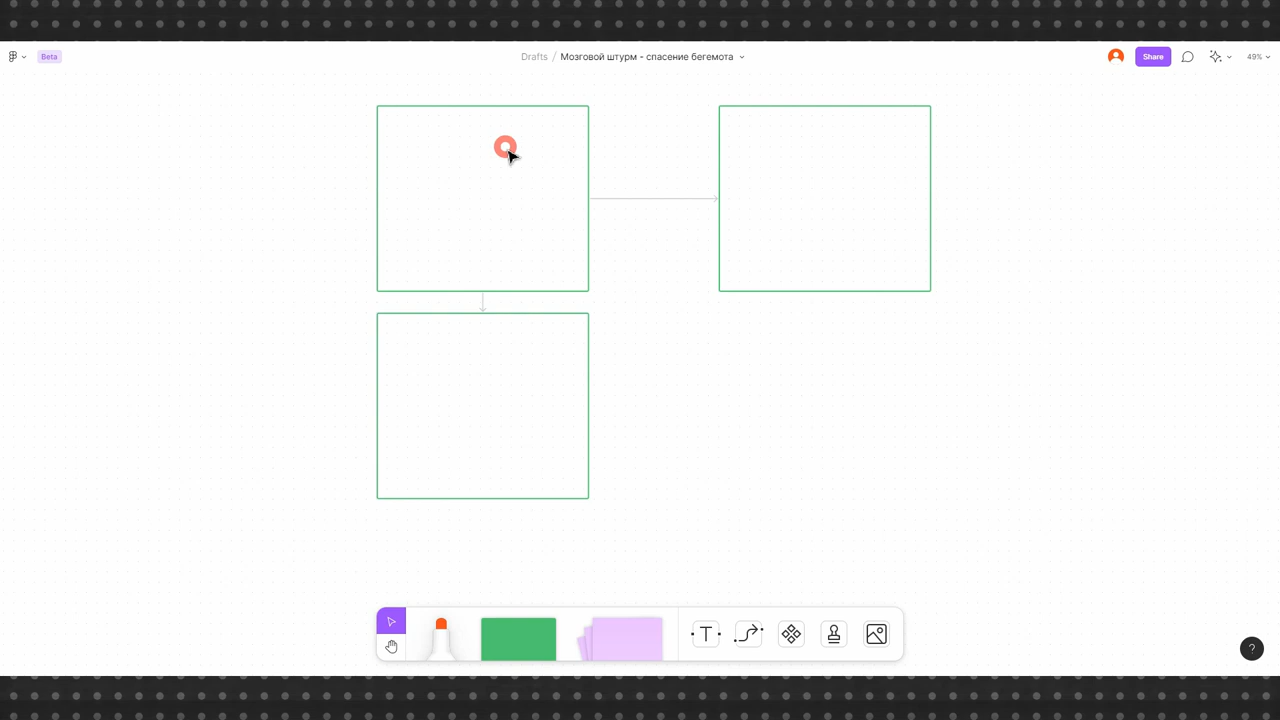 Beta
Drafts / Мозговой штурм - спасение бегемота
Share
49%
T
?